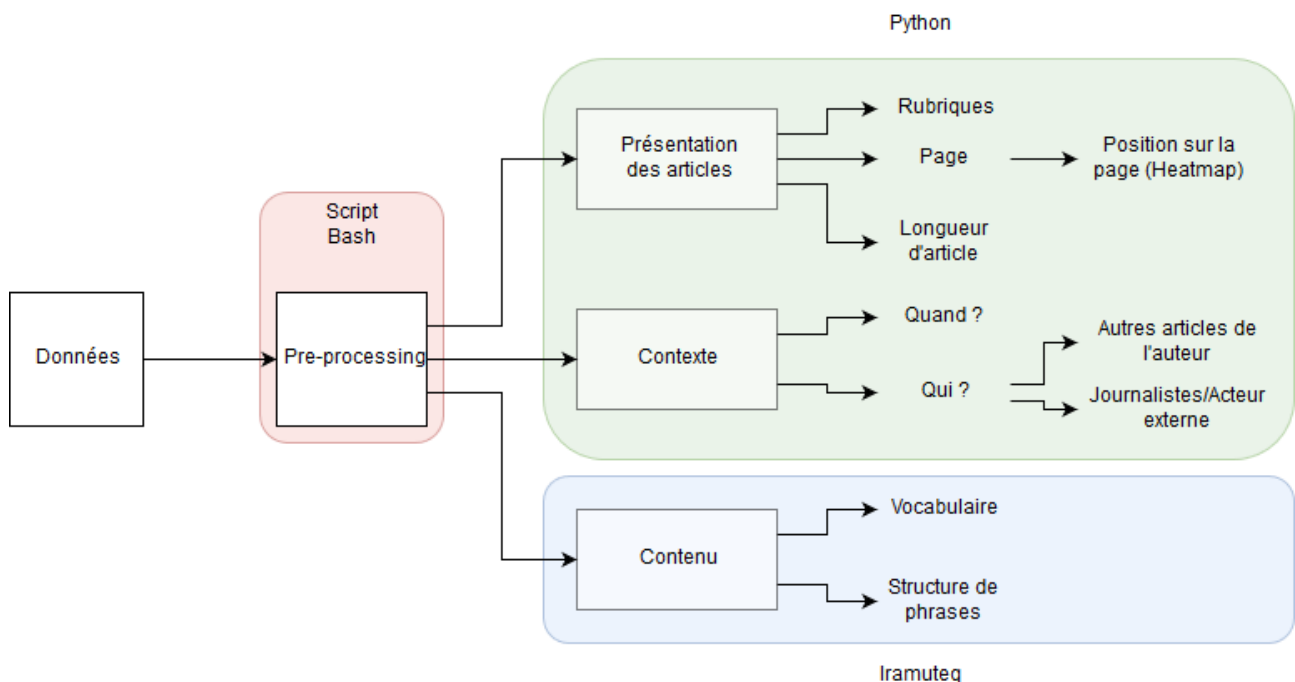 Python
Rubriques
Présentation
des articles
Page
Position sur la
page (Heatmap)
Longueur
d'article
Script
Bash
Données
Pre-processing
Contexte
Quand ?
Qui ?
Autres articles de
l'auteur
Journalistes/Acteur
externe
Contenu
Vocabulaire
Structure de
phrases
Iramuteq